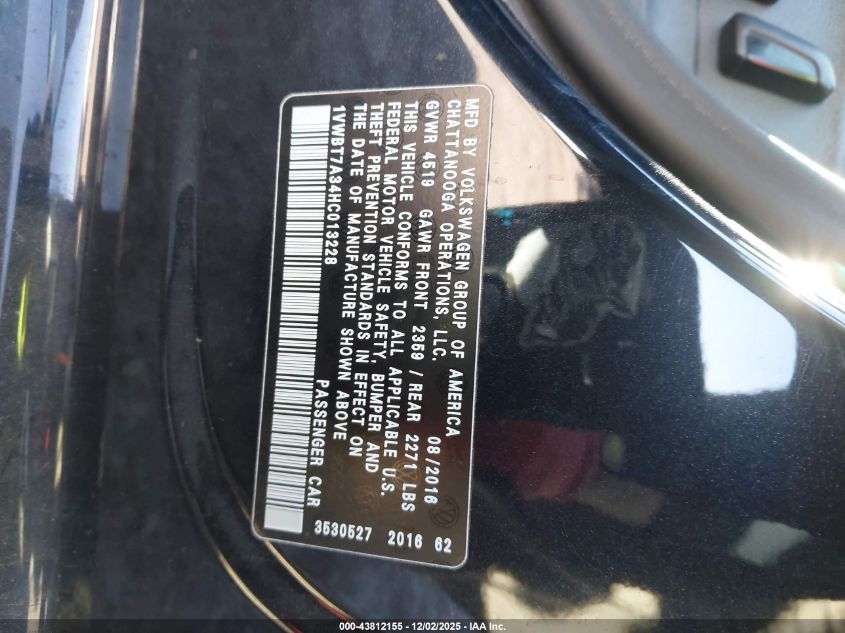 MFD BY VOLKSWAGEN GROUP OF AMERICA
CHATTANOOGA OPERATIONS, LLC. 08/2016
GVWR 4519 GAWR FRONT 2359 / REAR 2271 LBS
THIS VEHICLE CONFORMS TO ALL APPLICABLE U.S.
FEDERAL MOTOR VEHICLE SAFETY, BUMPER AND
THEFT PREVENTION STANDARDS IN EFFECT ON
THE DATE OF MANUFACTURE SHOWN ABOVE
1VWBT7A34HC013228 PASSENGER CAR
3530527 2016 62
000-43812155 - 12/02/2025 - IAA Inc.